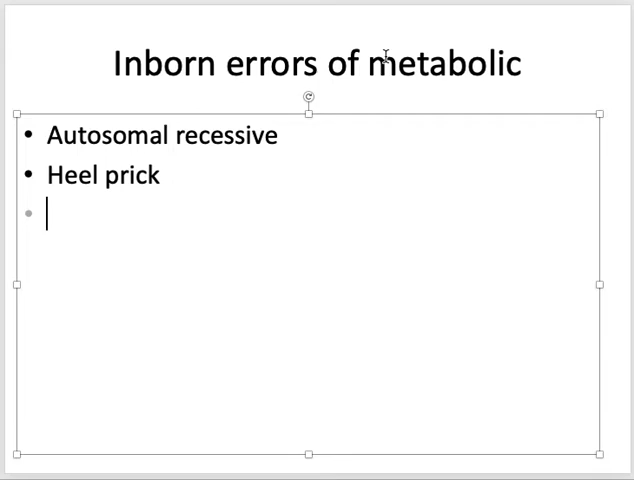 Inborn errors of metabolic
• Autosomal recessive
• Heel prick